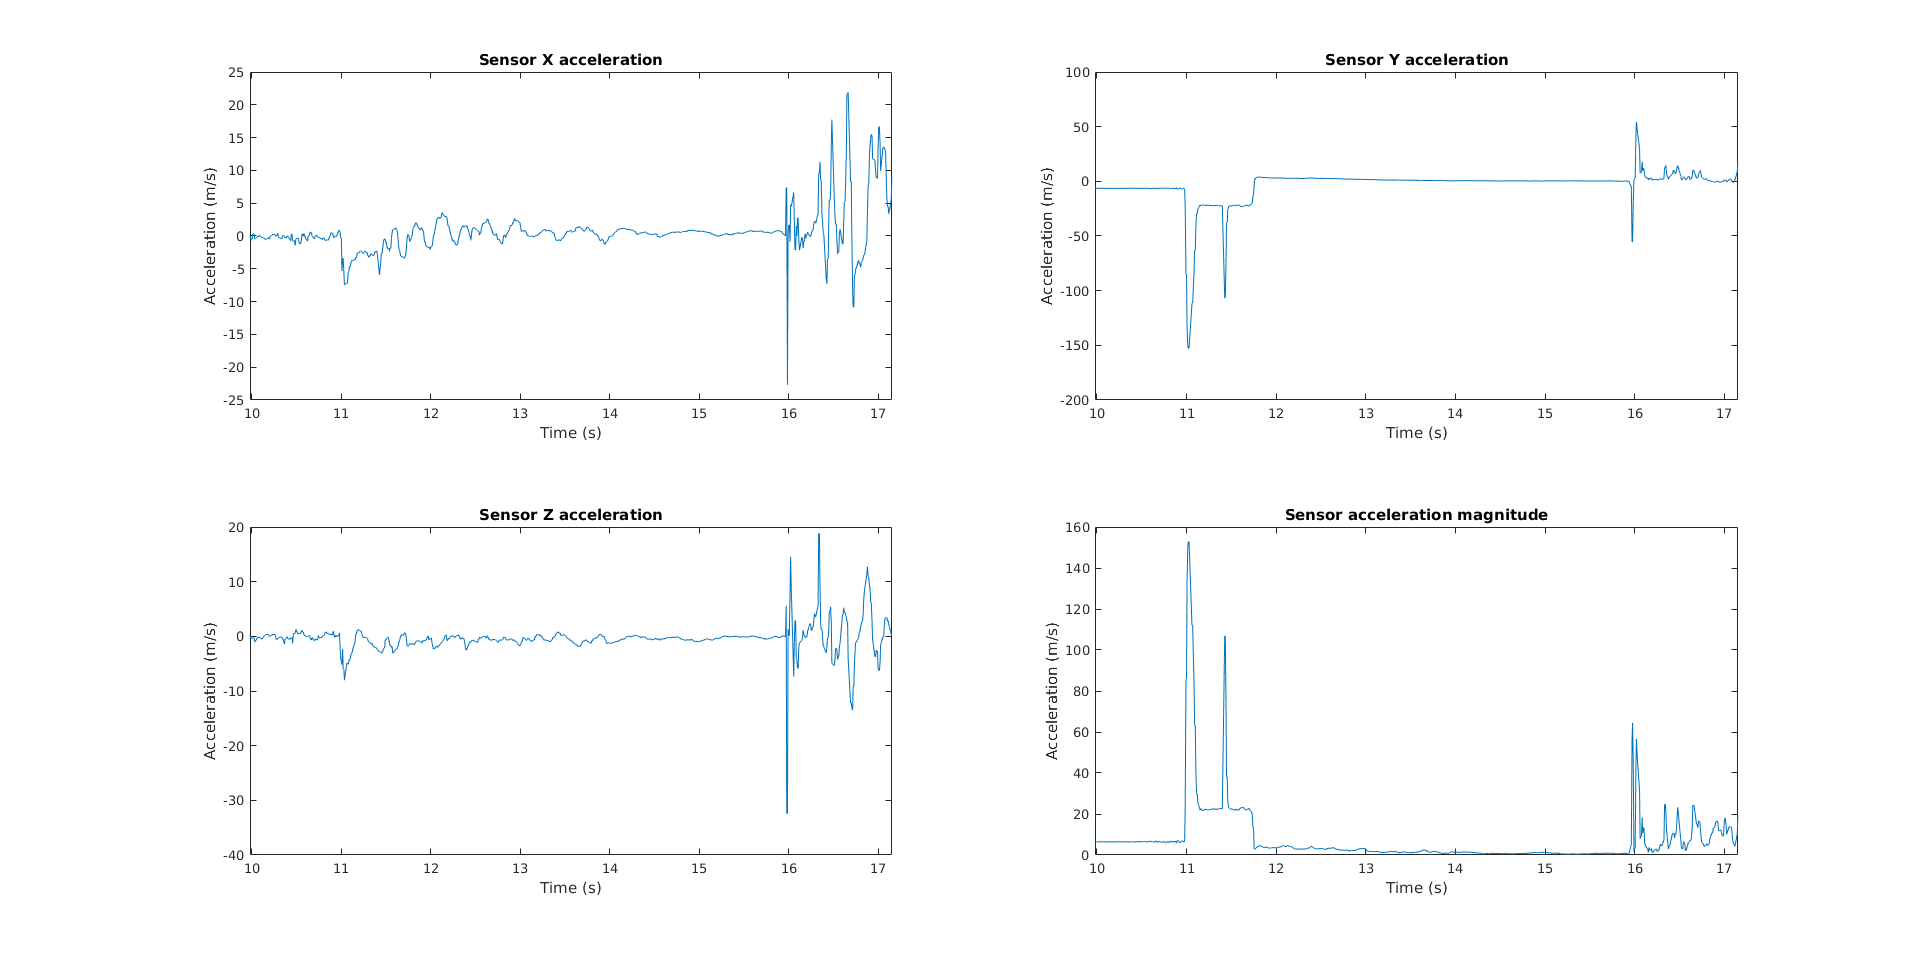 Sensor X acceleration
25
20
15
10
5
0
-5
-10
-15
-20
-25
Acceleration (m/s)
10 11 12 13 14 15 16 17
Time (s)
Sensor Y acceleration
100
50
0
-50
-100
-150
-200
Acceleration (m/s)
10 11 12 13 14 15 16 17
Time (s)
Sensor Z acceleration
20
10
0
-10
-20
-30
-40
Acceleration (m/s)
10 11 12 13 14 15 16 17
Time (s)
Sensor acceleration magnitude
160
140
120
100
80
60
40
20
0
Acceleration (m/s)
10 11 12 13 14 15 16 17
Time (s)